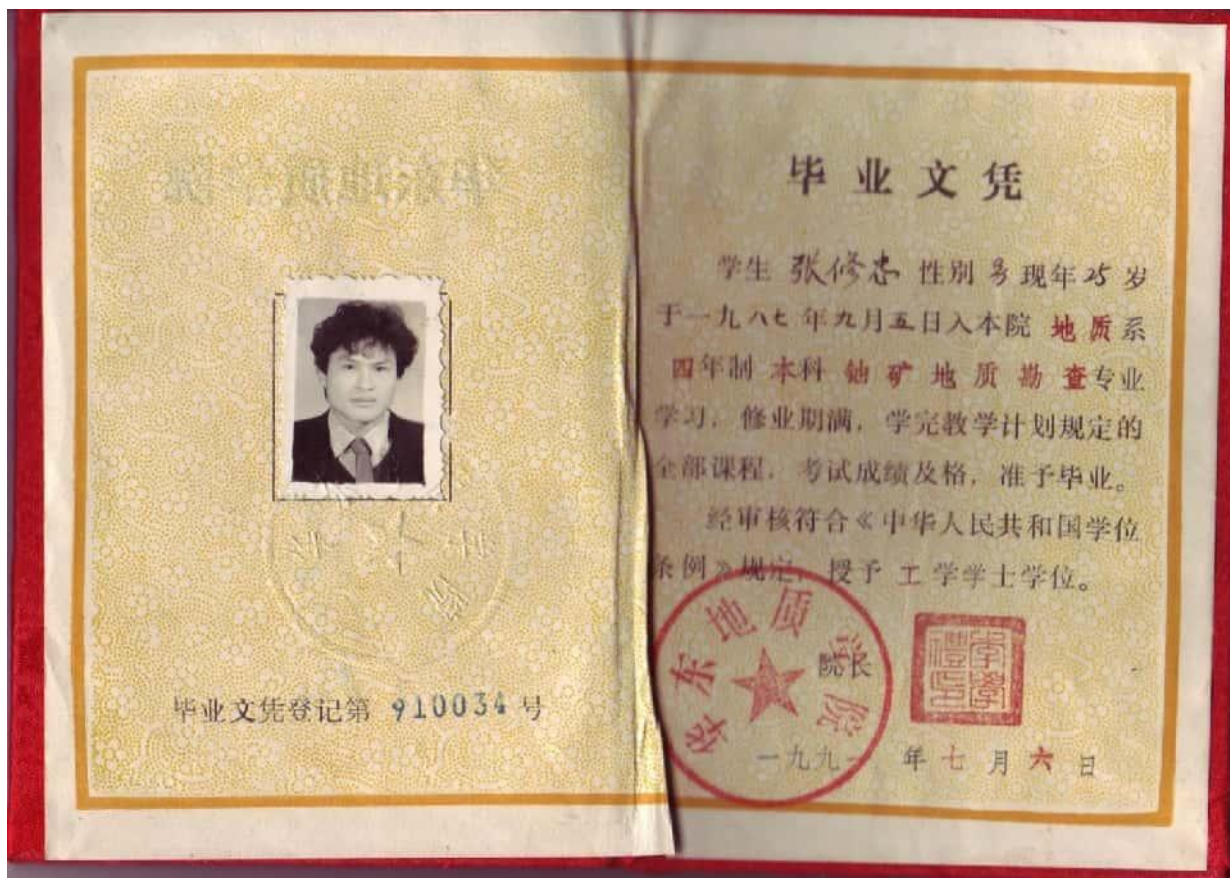 毕业文凭登记第 910034 号
毕业文凭
学生 张修忠 性别 男 现年 25 岁
于一九八七年九月五日入本院 地质系
四年制 本科 铀矿地质勘查专业
学习，修业期满，学完教学计划规定的
全部课程，考试成绩及格，准予毕业。
经审核符合《中华人民共和国学位
条例》规定，授予 工学学士学位。
华东地质学院
院长
李学礼印
一九九一年七月六日